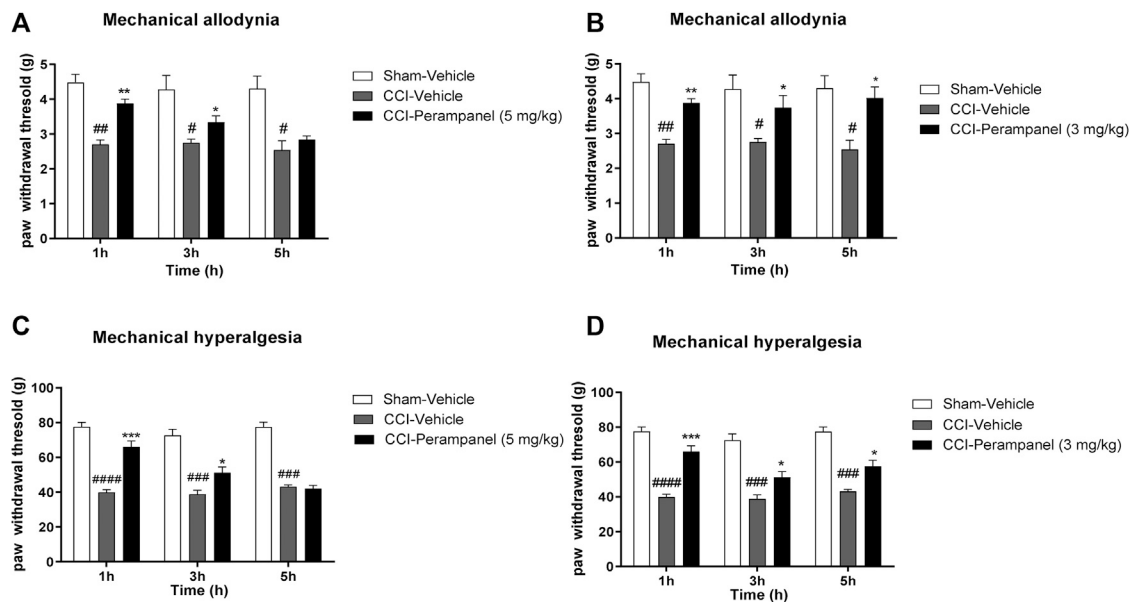 A
Mechanical allodynia
paw withdrawal thresold (g)
5
4
3
2
1
0
##
**
#
*
#
1h
3h
5h
Time (h)
Sham-Vehicle
CCI-Vehicle
CCI-Perampanel (5 mg/kg)
B
Mechanical allodynia
paw withdrawal thresold (g)
5
4
3
2
1
0
##
**
#
*
#
*
1h
3h
5h
Time (h)
Sham-Vehicle
CCI-Vehicle
CCI-Perampanel (3 mg/kg)
C
Mechanical hyperalgesia
paw withdrawal thresold (g)
100
80
60
40
20
0
####
***
###
*
###
1h
3h
5h
Time (h)
Sham-Vehicle
CCI-Vehicle
CCI-Perampanel (5 mg/kg)
D
Mechanical hyperalgesia
paw withdrawal thresold (g)
100
80
60
40
20
0
####
***
###
*
###
*
1h
3h
5h
Time (h)
Sham-Vehicle
CCI-Vehicle
CCI-Perampanel (3 mg/kg)